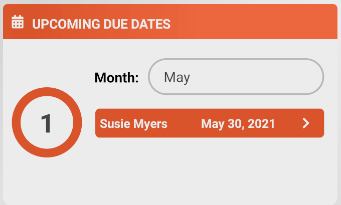 UPCOMING DUE DATES
Month: May
1
Susie Myers May 30, 2021